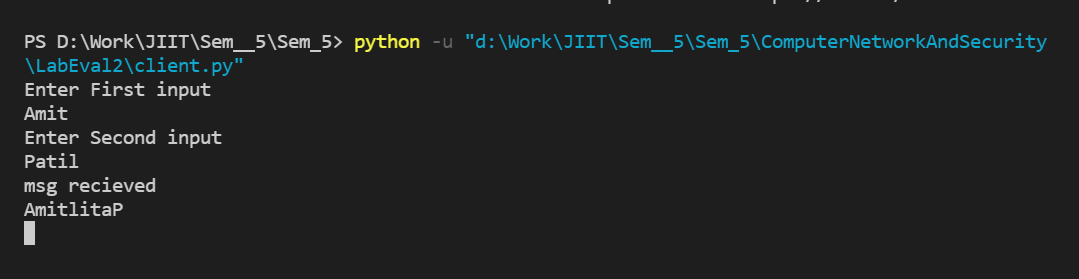 PS D:\Work\JIIT\Sem__5\Sem_5> python -u "d:\Work\JIIT\Sem__5\Sem_5\ComputerNetworkAndSecurity
\LabEval2\client.py"
Enter First input
Amit
Enter Second input
Patil
msg recieved
AmitlitaP